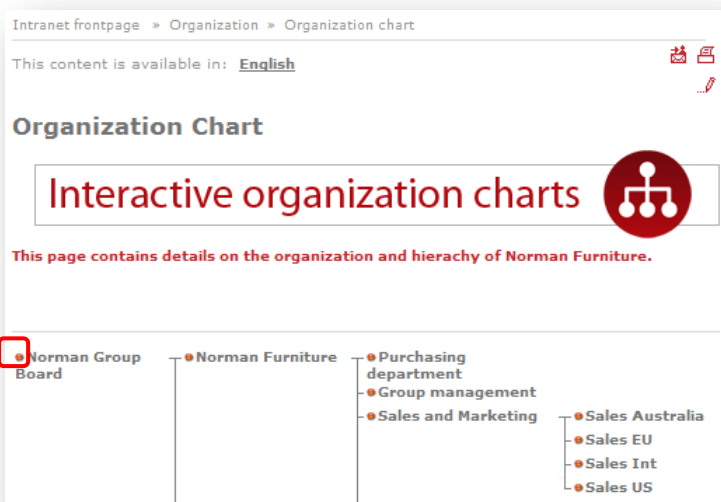 Intranet frontpage » Organization » Organization chart
This content is available in: English
Organization Chart
Interactive organization charts
This page contains details on the organization and hierachy of Norman Furniture.
Norman Group Board
Norman Furniture
Purchasing department
Group management
Sales and Marketing
Sales Australia
Sales EU
Sales Int
Sales US